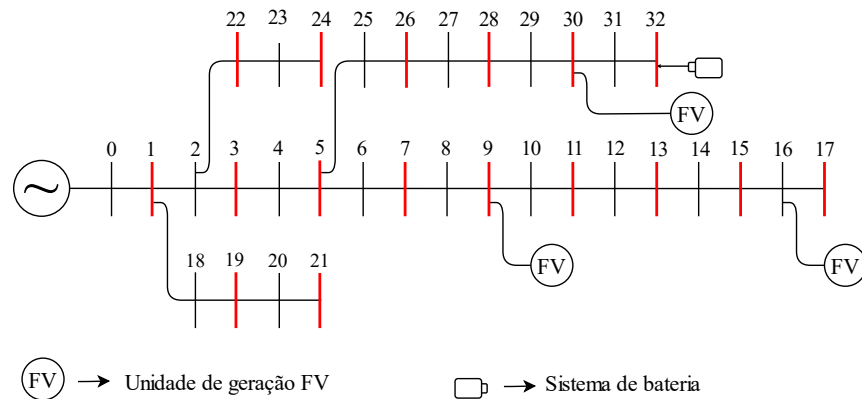 22 23 24 25 26 27 28 29 30 31 32
FV
0 1 2 3 4 5 6 7 8 9 10 11 12 13 14 15 16 17
~
18 19 20 21
FV
FV
FV Unidade de geração FV
Sistema de bateria